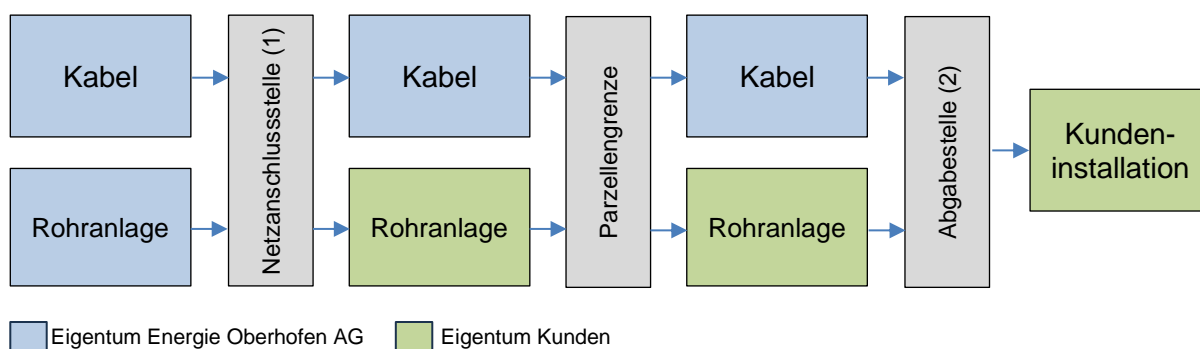 Kabel
Netzanschlussstelle (1)
Kabel
Parzellengrenze
Kabel
Abgabestelle (2)
Kunden-
installation
Rohranlage
Rohranlage
Rohranlage
Eigentum Energie Oberhofen AG
Eigentum Kunden